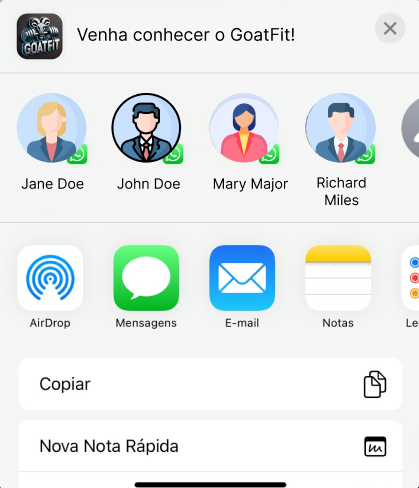 GOATFIT
Venha conhecer o GoatFit!
Jane Doe
John Doe
Mary Major
Richard
Miles
AirDrop
Mensagens
E-mail
Notas
Le
Copiar
Nova Nota Rápida